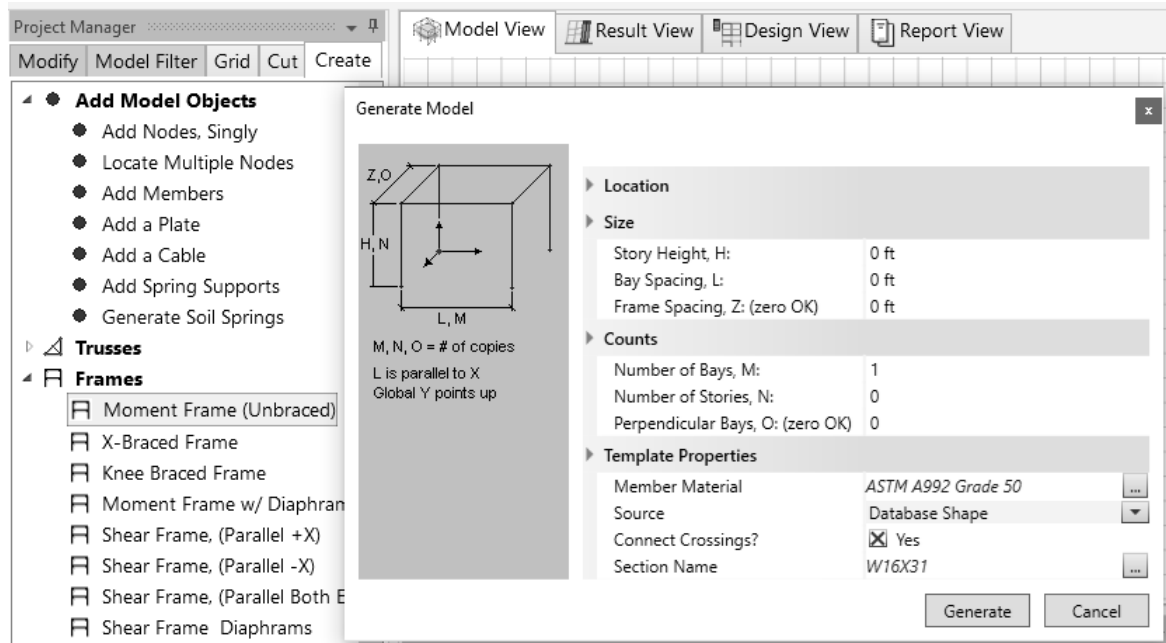 Project Manager
Modify Model Filter Grid Cut Create
Add Model Objects
Add Nodes, Singly
Locate Multiple Nodes
Add Members
Add a Plate
Add a Cable
Add Spring Supports
Generate Soil Springs
Trusses
Frames
Moment Frame (Unbraced)
X-Braced Frame
Knee Braced Frame
Moment Frame w/ Diaphram
Shear Frame, (Parallel +X)
Shear Frame, (Parallel -X)
Shear Frame, (Parallel Both E
Shear Frame Diaphrams
Model View Result View Design View Report View
Generate Model x
Z,O
H, N
L, M
M, N, O = # of copies
L is parallel to X
Global Y points up
Location
Size
Story Height, H: 0 ft
Bay Spacing, L: 0 ft
Frame Spacing, Z: (zero OK) 0 ft
Counts
Number of Bays, M: 1
Number of Stories, N: 0
Perpendicular Bays, O: (zero OK) 0
Template Properties
Member Material ASTM A992 Grade 50 ...
Source Database Shape
Connect Crossings? Yes
Section Name W16X31 ...
Generate Cancel